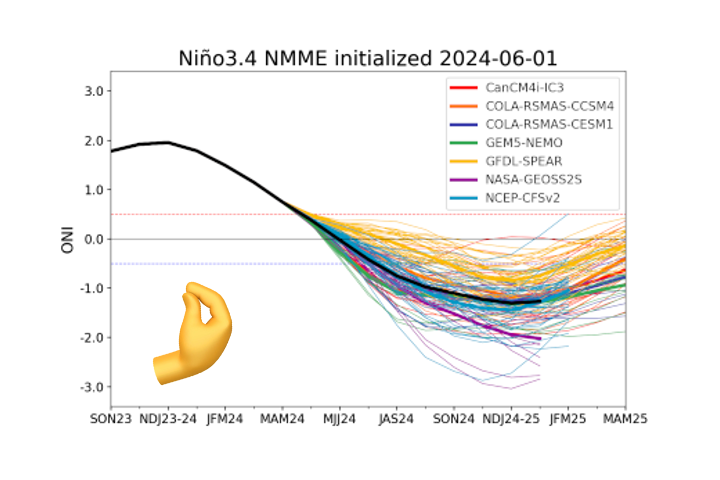 Niño3.4 NMME initialized 2024-06-01
CanCM4i-IC3
COLA-RSMAS-CCSM4
COLA-RSMAS-CESM1
GEM5-NEMO
GFDL-SPEAR
NASA-GEOSS2S
NCEP-CFSv2
ONI
3.0
2.0
1.0
0.0
-1.0
-2.0
-3.0
SON23 NDJ23-24 JFM24 MAM24 MJJ24 JAS24 SON24 NDJ24-25 JFM25 MAM25